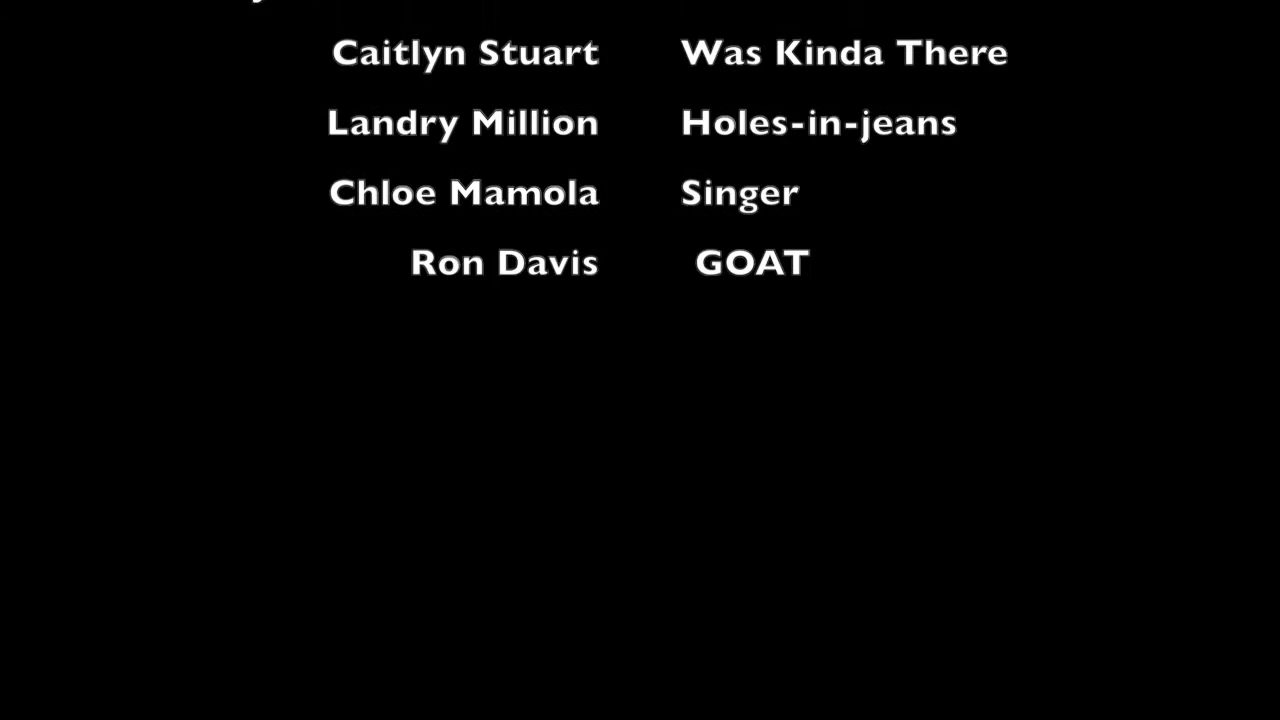 Caitlyn Stuart Was Kinda There
Landry Million Holes-in-jeans
Chloe Mamola Singer
Ron Davis GOAT